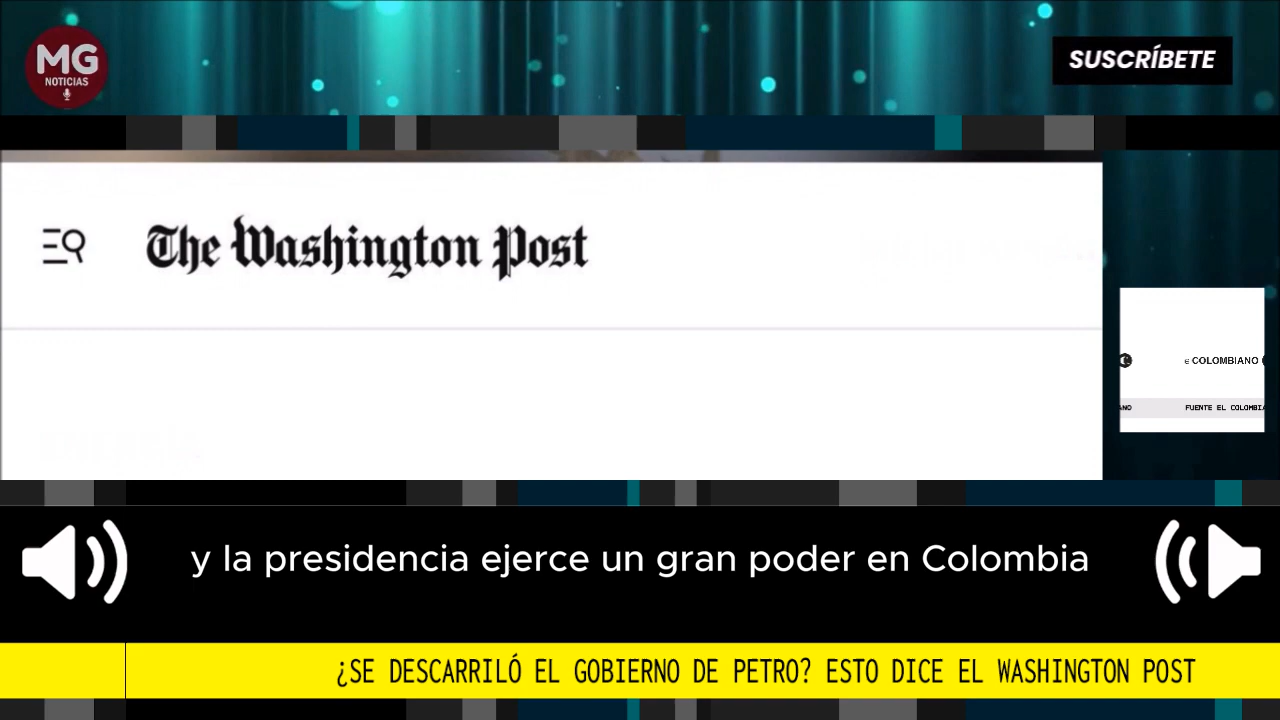 MG
NOTICIAS
SUSCRÍBETE
The Washington Post
e COLOMBIANO
ANO
FUENTE EL COLOMBIA
y la presidencia ejerce un gran poder en Colombia
¿SE DESCARRILÓ EL GOBIERNO DE PETRO? ESTO DICE EL WASHINGTON POST